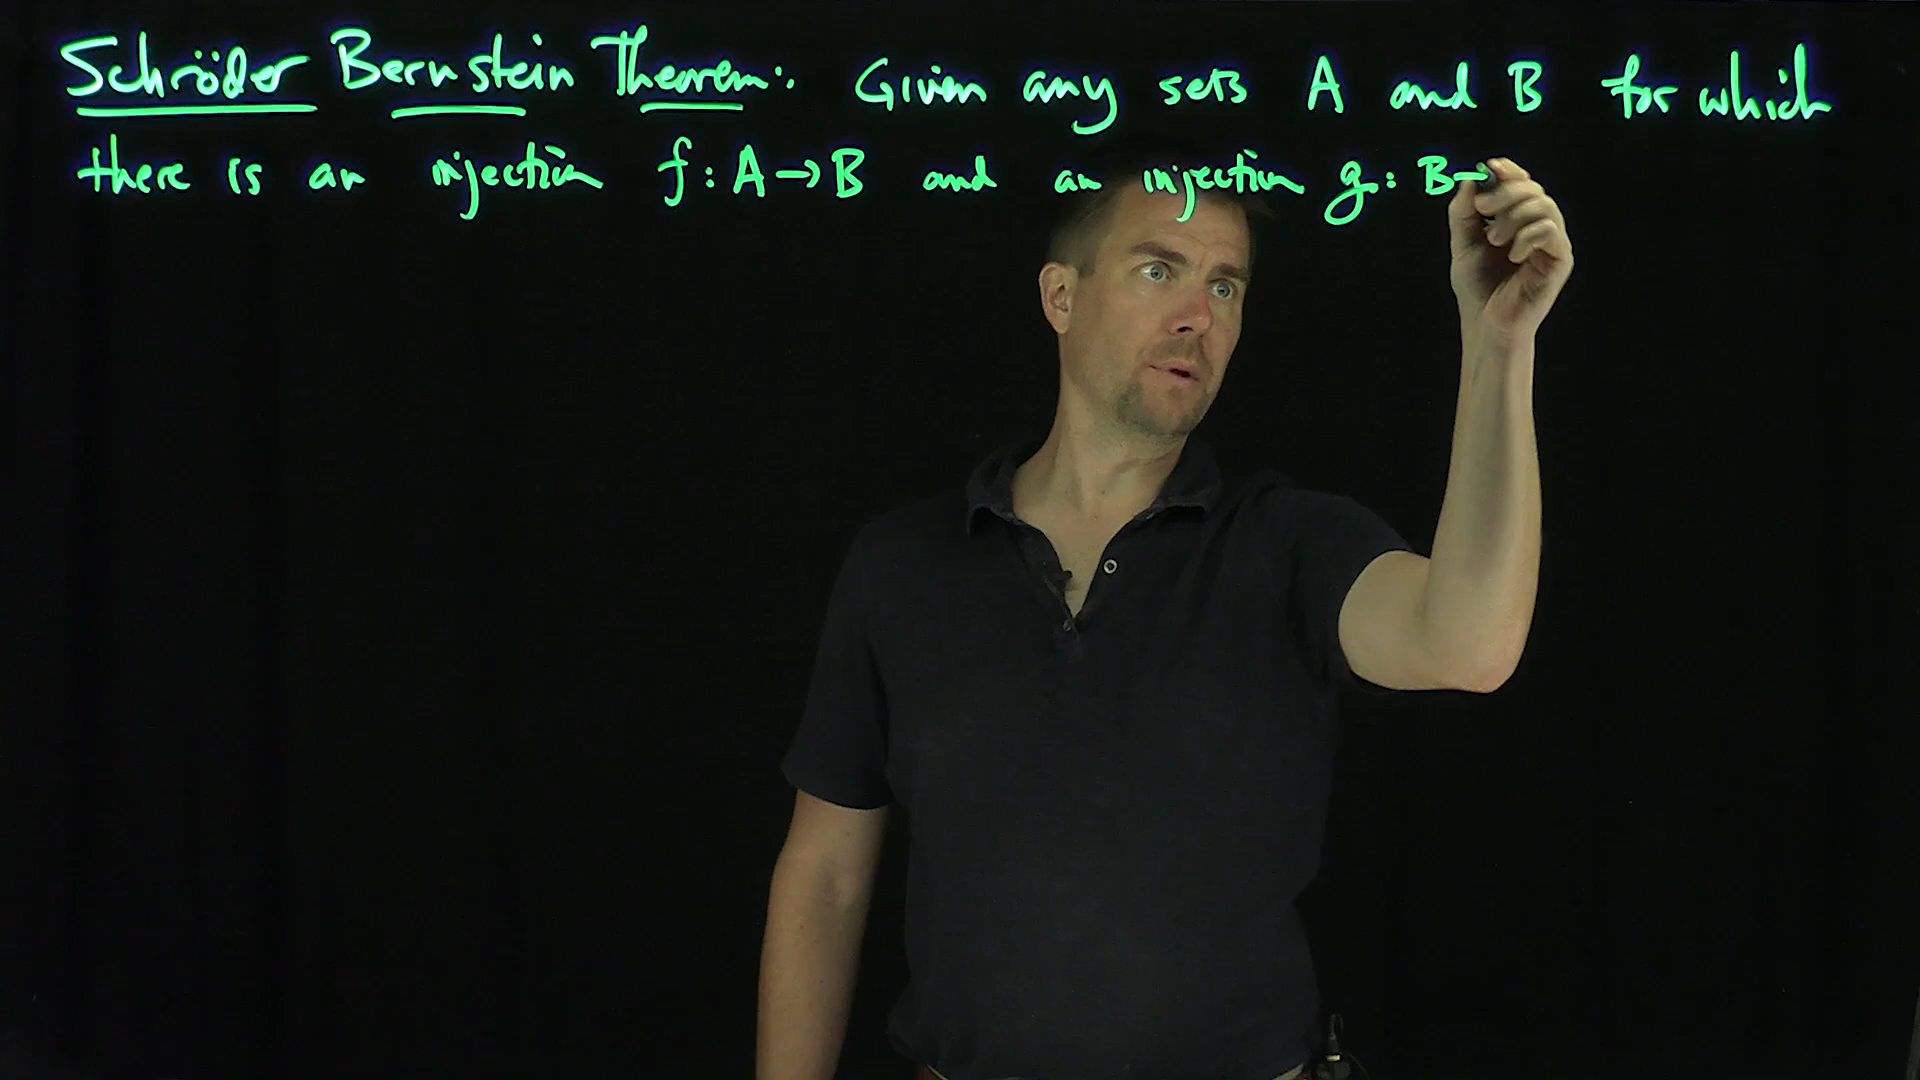 Schröder Bernstein Theorem: Given any sets A and B for which
there is an injection f: A→B and an injection g: B→